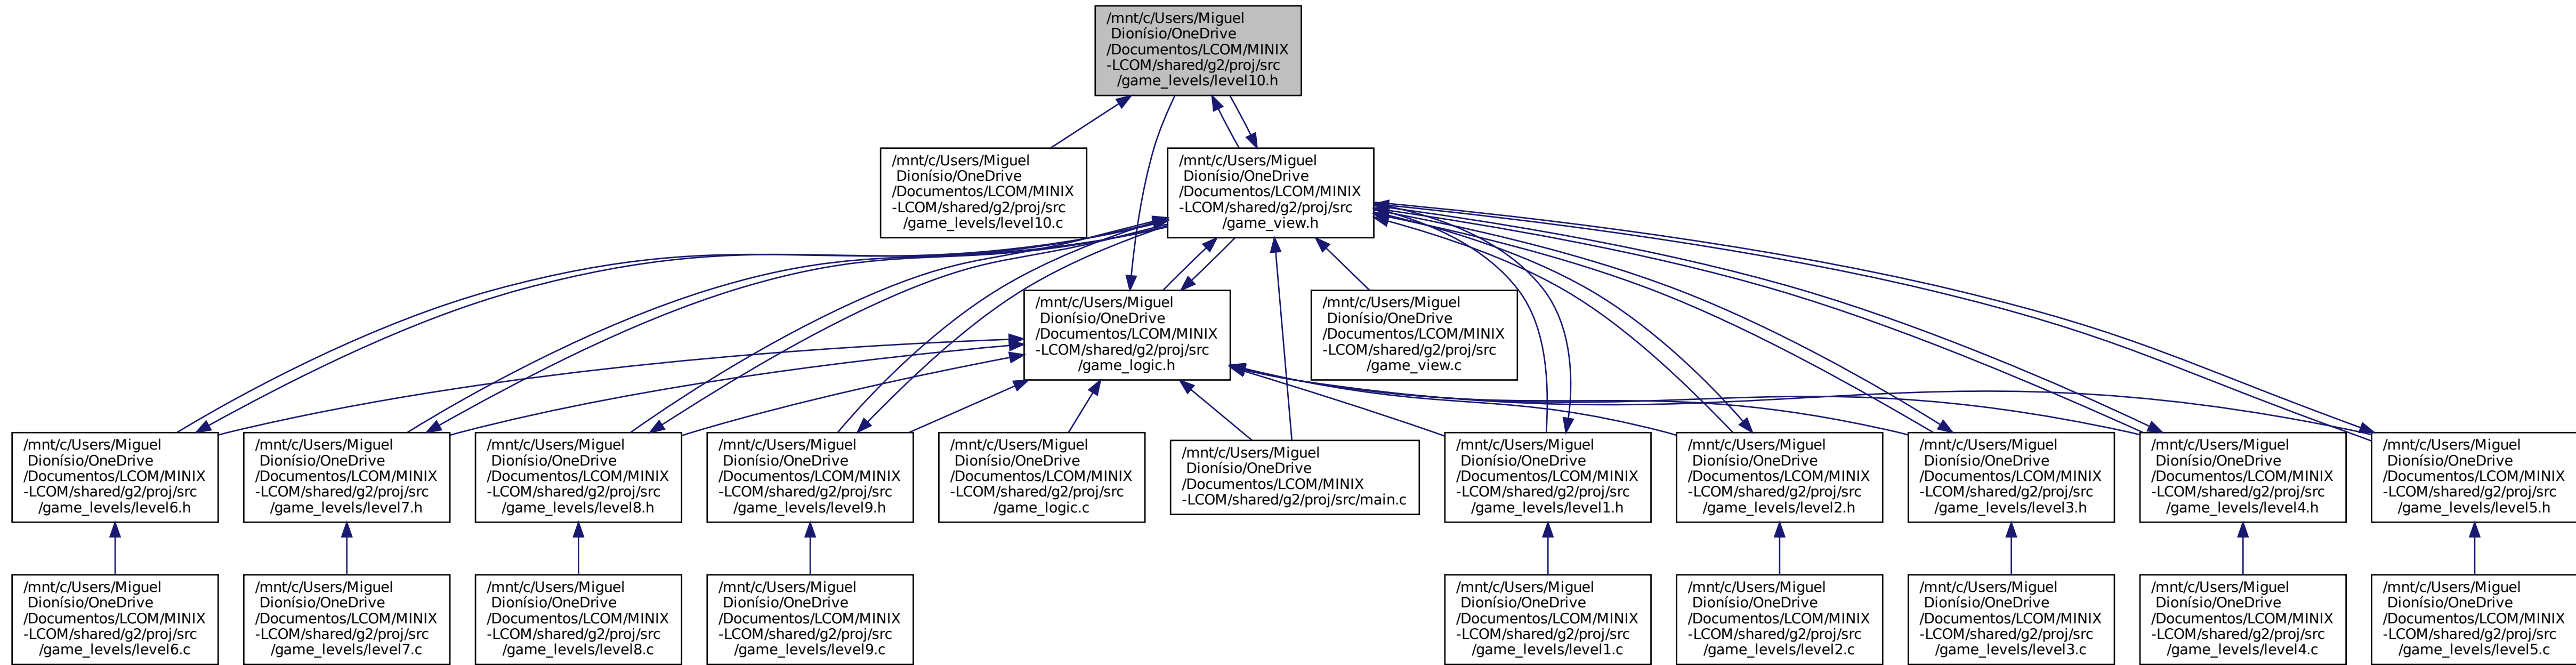 /mnt/c/Users/Miguel
Dionísio/OneDrive
/Documentos/LCOM/MINIX
-LCOM/shared/g2/proj/src
/game_levels/level10.h
/mnt/c/Users/Miguel
Dionísio/OneDrive
/Documentos/LCOM/MINIX
-LCOM/shared/g2/proj/src
/game_levels/level10.c
/mnt/c/Users/Miguel
Dionísio/OneDrive
/Documentos/LCOM/MINIX
-LCOM/shared/g2/proj/src
/game_view.h
/mnt/c/Users/Miguel
Dionísio/OneDrive
/Documentos/LCOM/MINIX
-LCOM/shared/g2/proj/src
/game_logic.h
/mnt/c/Users/Miguel
Dionísio/OneDrive
/Documentos/LCOM/MINIX
-LCOM/shared/g2/proj/src
/game_view.c
/mnt/c/Users/Miguel
Dionísio/OneDrive
/Documentos/LCOM/MINIX
-LCOM/shared/g2/proj/src
/game_levels/level6.h
/mnt/c/Users/Miguel
Dionísio/OneDrive
/Documentos/LCOM/MINIX
-LCOM/shared/g2/proj/src
/game_levels/level7.h
/mnt/c/Users/Miguel
Dionísio/OneDrive
/Documentos/LCOM/MINIX
-LCOM/shared/g2/proj/src
/game_levels/level8.h
/mnt/c/Users/Miguel
Dionísio/OneDrive
/Documentos/LCOM/MINIX
-LCOM/shared/g2/proj/src
/game_levels/level9.h
/mnt/c/Users/Miguel
Dionísio/OneDrive
/Documentos/LCOM/MINIX
-LCOM/shared/g2/proj/src
/game_logic.c
/mnt/c/Users/Miguel
Dionísio/OneDrive
/Documentos/LCOM/MINIX
-LCOM/shared/g2/proj/src/main.c
/mnt/c/Users/Miguel
Dionísio/OneDrive
/Documentos/LCOM/MINIX
-LCOM/shared/g2/proj/src
/game_levels/level1.h
/mnt/c/Users/Miguel
Dionísio/OneDrive
/Documentos/LCOM/MINIX
-LCOM/shared/g2/proj/src
/game_levels/level2.h
/mnt/c/Users/Miguel
Dionísio/OneDrive
/Documentos/LCOM/MINIX
-LCOM/shared/g2/proj/src
/game_levels/level3.h
/mnt/c/Users/Miguel
Dionísio/OneDrive
/Documentos/LCOM/MINIX
-LCOM/shared/g2/proj/src
/game_levels/level4.h
/mnt/c/Users/Miguel
Dionísio/OneDrive
/Documentos/LCOM/MINIX
-LCOM/shared/g2/proj/src
/game_levels/level5.h
/mnt/c/Users/Miguel
Dionísio/OneDrive
/Documentos/LCOM/MINIX
-LCOM/shared/g2/proj/src
/game_levels/level6.c
/mnt/c/Users/Miguel
Dionísio/OneDrive
/Documentos/LCOM/MINIX
-LCOM/shared/g2/proj/src
/game_levels/level7.c
/mnt/c/Users/Miguel
Dionísio/OneDrive
/Documentos/LCOM/MINIX
-LCOM/shared/g2/proj/src
/game_levels/level8.c
/mnt/c/Users/Miguel
Dionísio/OneDrive
/Documentos/LCOM/MINIX
-LCOM/shared/g2/proj/src
/game_levels/level9.c
/mnt/c/Users/Miguel
Dionísio/OneDrive
/Documentos/LCOM/MINIX
-LCOM/shared/g2/proj/src
/game_levels/level1.c
/mnt/c/Users/Miguel
Dionísio/OneDrive
/Documentos/LCOM/MINIX
-LCOM/shared/g2/proj/src
/game_levels/level2.c
/mnt/c/Users/Miguel
Dionísio/OneDrive
/Documentos/LCOM/MINIX
-LCOM/shared/g2/proj/src
/game_levels/level3.c
/mnt/c/Users/Miguel
Dionísio/OneDrive
/Documentos/LCOM/MINIX
-LCOM/shared/g2/proj/src
/game_levels/level4.c
/mnt/c/Users/Miguel
Dionísio/OneDrive
/Documentos/LCOM/MINIX
-LCOM/shared/g2/proj/src
/game_levels/level5.c